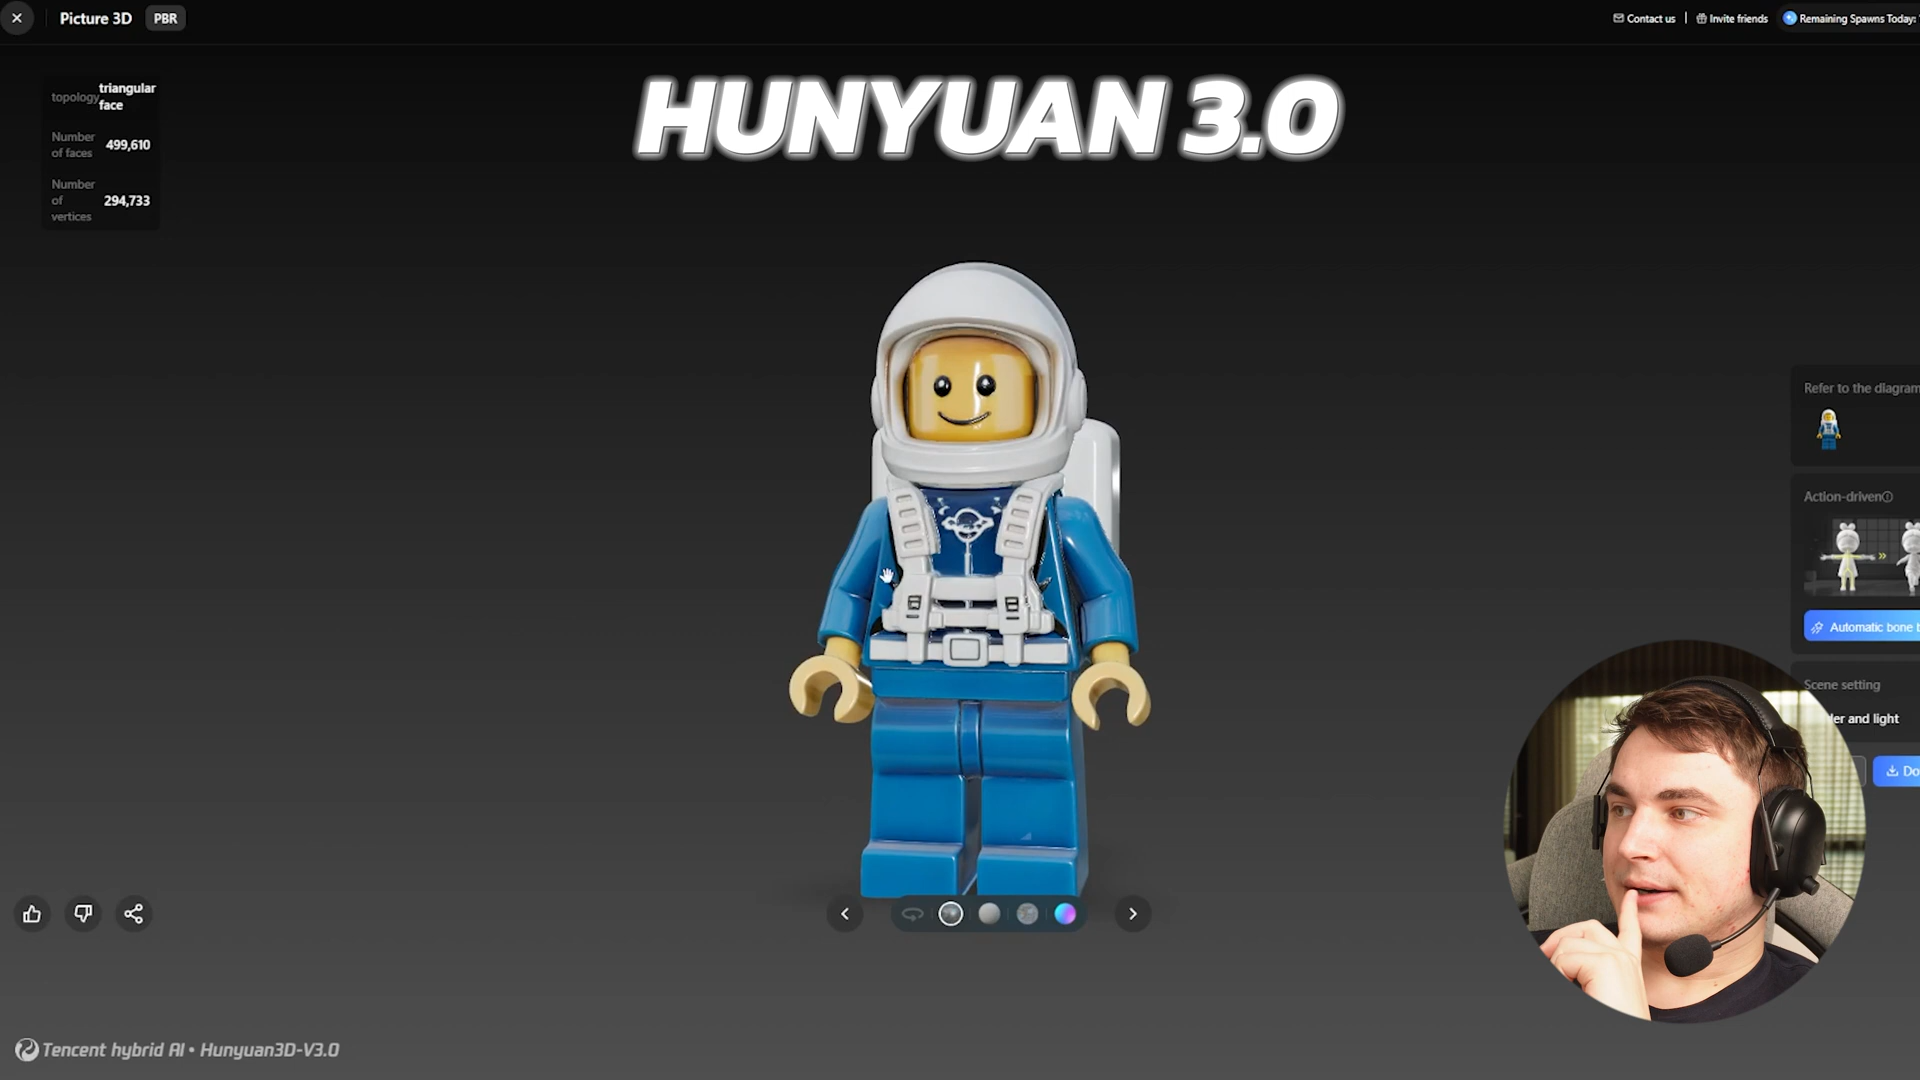 Picture 3D PBR
Contact us | Invite friends Remaining Spawns Today:
HUNYUAN 3.0
topology triangular face
Number of faces 499,610
Number of vertices 294,733
Refer to the diagram
Action-driven
Automatic bone b
Scene setting
er and light
Do
Tencent hybrid AI • Hunyuan3D-V3.0